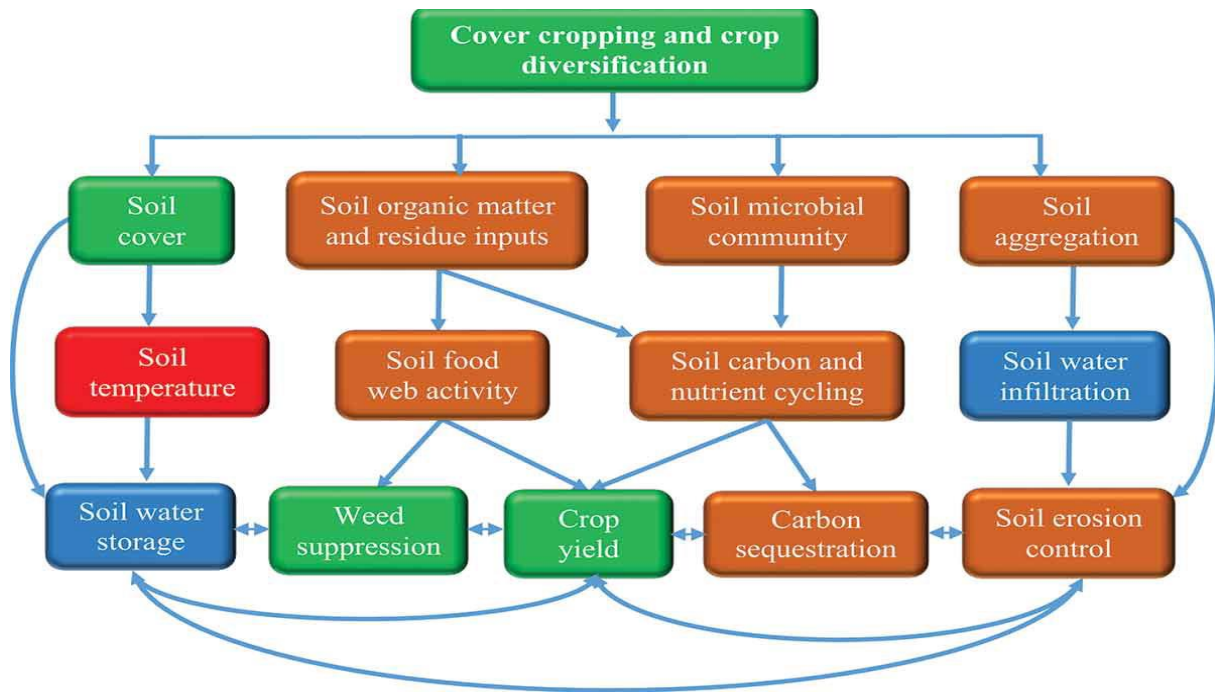 Cover cropping and crop
diversification
Soil
cover
Soil organic matter
and residue inputs
Soil microbial
community
Soil
aggregation
Soil
temperature
Soil food
web activity
Soil carbon and
nutrient cycling
Soil water
infiltration
Soil water
storage
Weed
suppression
Crop
yield
Carbon
sequestration
Soil erosion
control